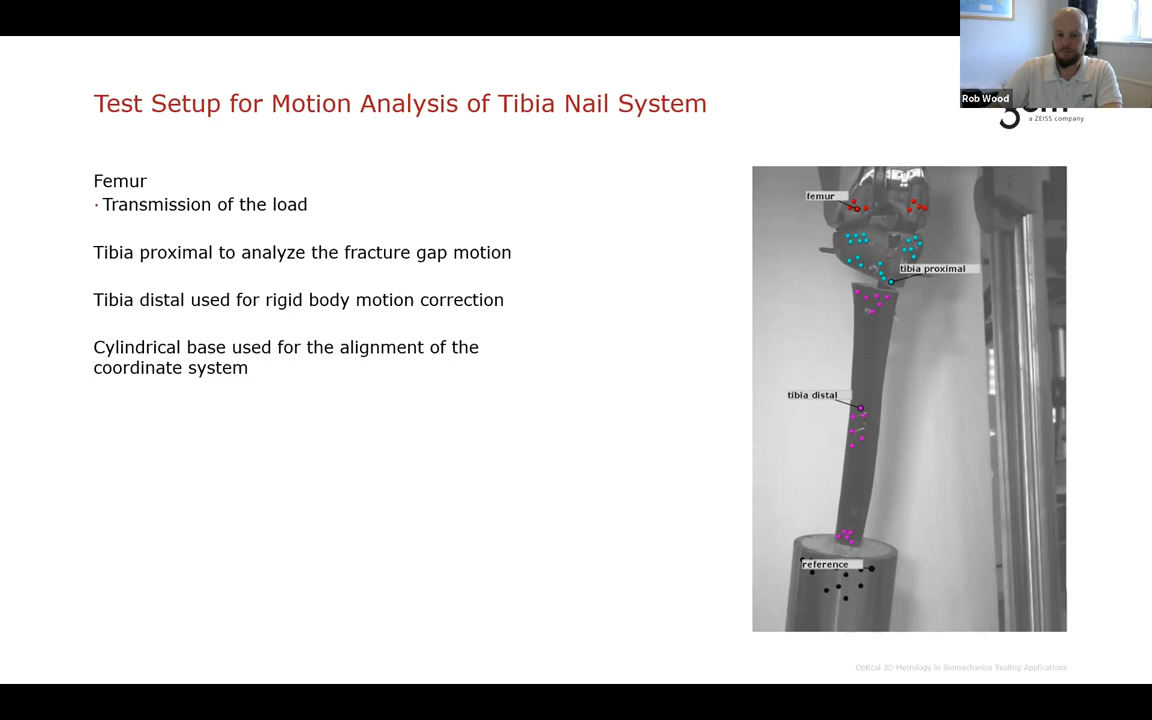 Test Setup for Motion Analysis of Tibia Nail System
Rob Wood
a ZEISS company
Femur
· Transmission of the load
Tibia proximal to analyze the fracture gap motion
Tibia distal used for rigid body motion correction
Cylindrical base used for the alignment of the
coordinate system
femur
tibia proximal
tibia distal
reference
Optical 3D Metrology in Biomechanics Testing Applications